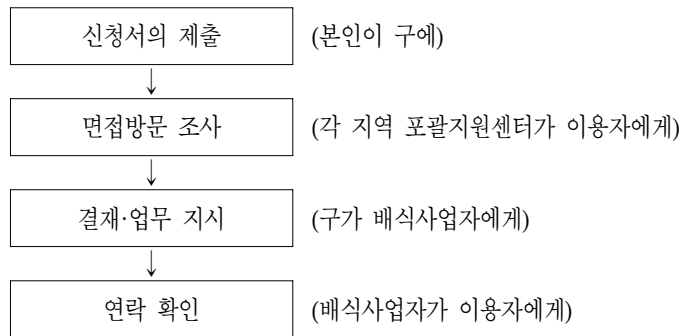 신청서의 제출 (본인이 구에)
↓
면접방문 조사 (각 지역 포괄지원센터가 이용자에게)
↓
결재·업무 지시 (구가 배식사업자에게)
↓
연락 확인 (배식사업자가 이용자에게)